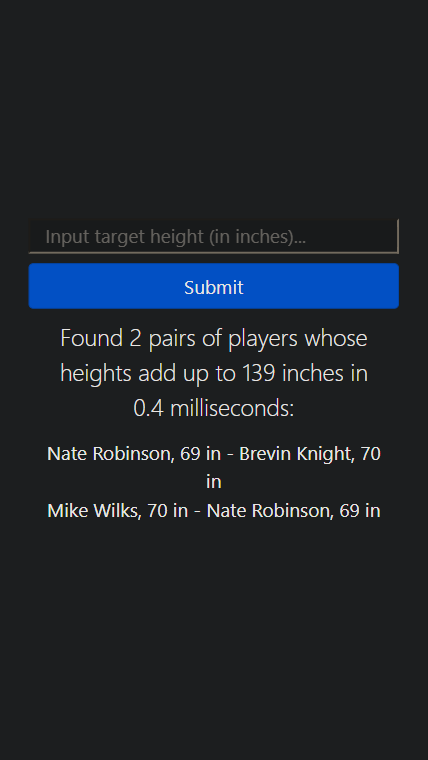 Input target height (in inches)...
Submit
Found 2 pairs of players whose
heights add up to 139 inches in
0.4 milliseconds:
Nate Robinson, 69 in - Brevin Knight, 70
in
Mike Wilks, 70 in - Nate Robinson, 69 in